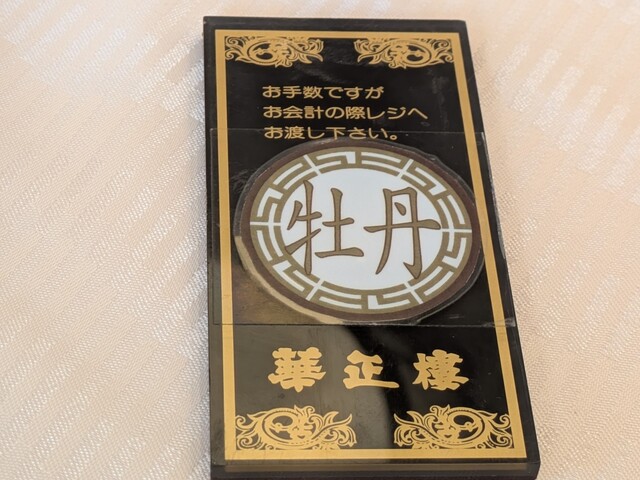 お手数ですが
お会計の際レジへ
お渡し下さい。
牡丹
華正樓